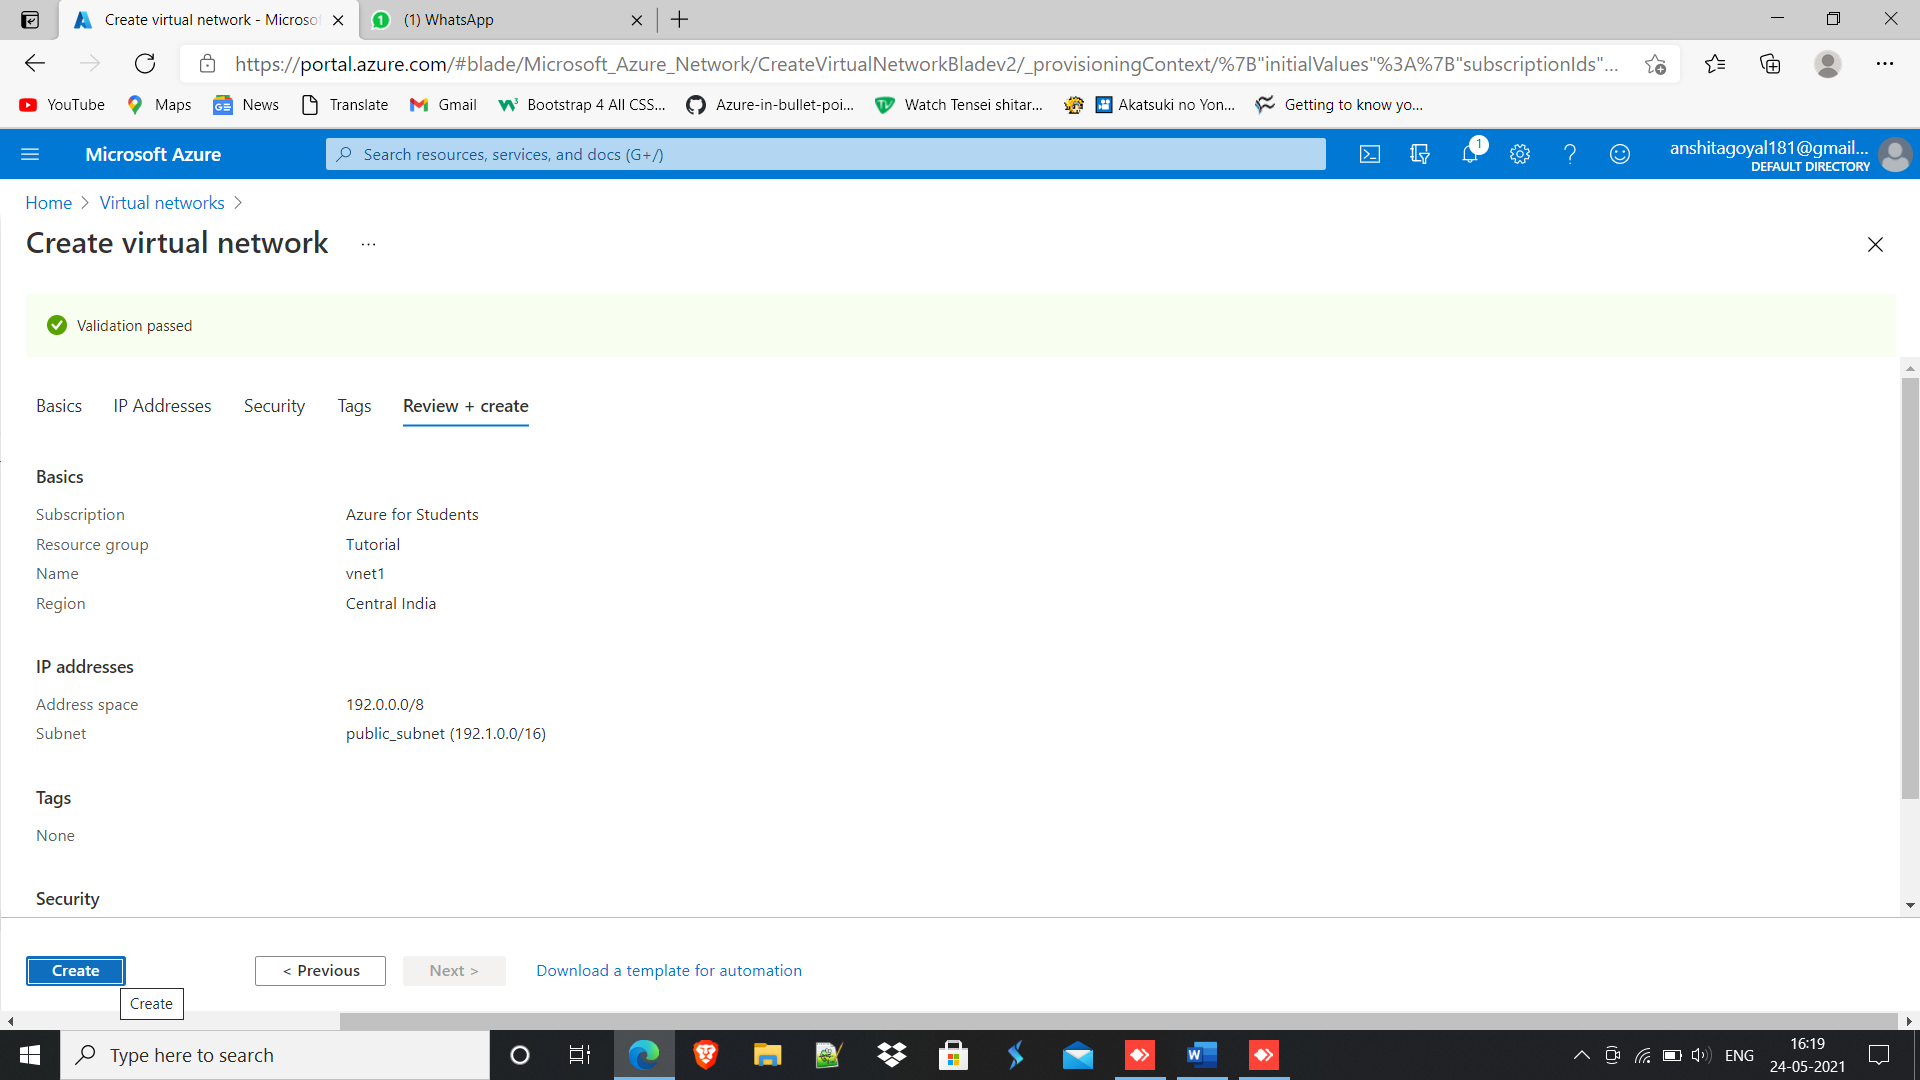 Create virtual network - Microso
(1) WhatsApp
https://portal.azure.com/#blade/Microsoft_Azure_Network/CreateVirtualNetworkBladev2/_provisioningContext/%7B"initialValues"%3A%7B"subscriptionIds"...
YouTube Maps News Translate Gmail Bootstrap 4 All CSS... Azure-in-bullet-poi... Watch Tensei shitar... Akatsuki no Yon... Getting to know yo...
Microsoft Azure
Search resources, services, and docs (G+/)
1
anshitagoyal181@gmail...
DEFAULT DIRECTORY
Home > Virtual networks >
Create virtual network ...
Validation passed
Basics IP Addresses Security Tags Review + create
Basics
Subscription Azure for Students
Resource group Tutorial
Name vnet1
Region Central India
IP addresses
Address space 192.0.0.0/8
Subnet public_subnet (192.1.0.0/16)
Tags
None
Security
Create < Previous Next > Download a template for automation
Create
Type here to search
ENG
16:19
24-05-2021